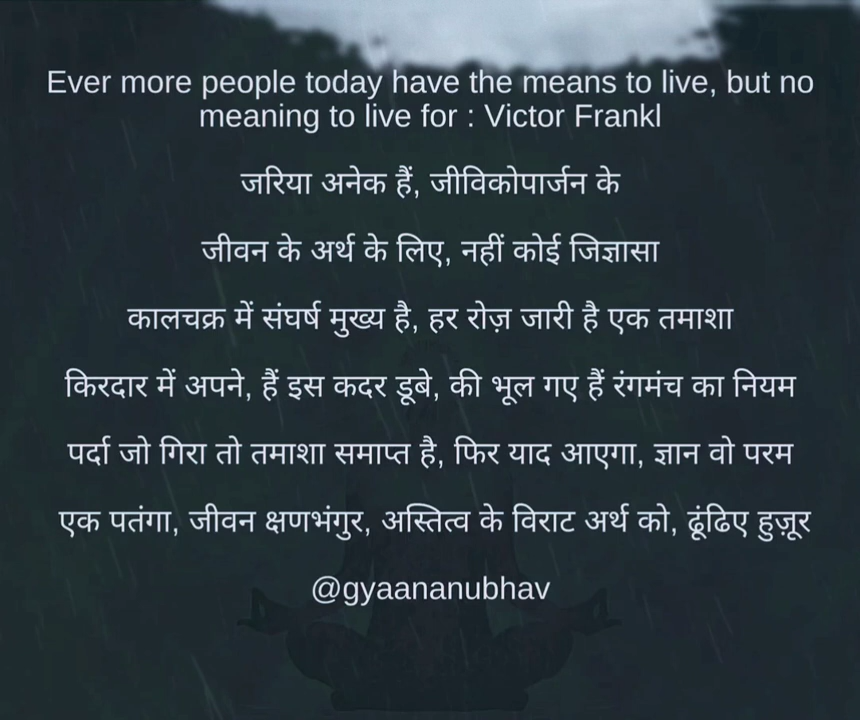 Ever more people today have the means to live, but no
meaning to live for : Victor Frankl
जरिया अनेक हैं, जीविकोपार्जन के
जीवन के अर्थ के लिए, नहीं कोई जिज्ञासा
कालचक्र में संघर्ष मुख्य है, हर रोज़ जारी है एक तमाशा
किरदार में अपने, हैं इस कदर डूबे, की भूल गए हैं रंगमंच का नियम
पर्दा जो गिरा तो तमाशा समाप्त है, फिर याद आएगा, ज्ञान वो परम
एक पतंगा, जीवन क्षणभंगुर, अस्तित्व के विराट अर्थ को, ढूंढिए हुज़ूर
@gyaananubhav